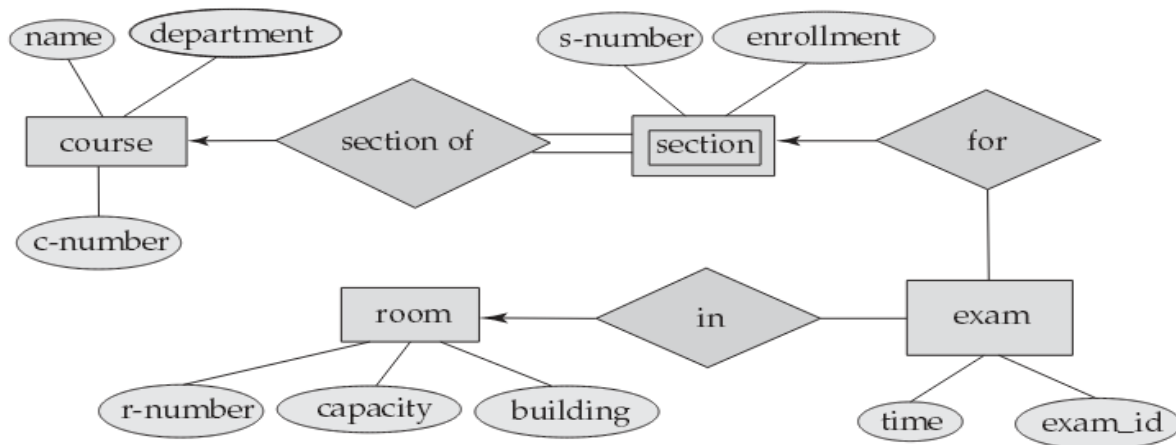 name
department
s-number
enrollment
course
section of
section
for
c-number
room
in
exam
r-number
capacity
building
time
exam_id